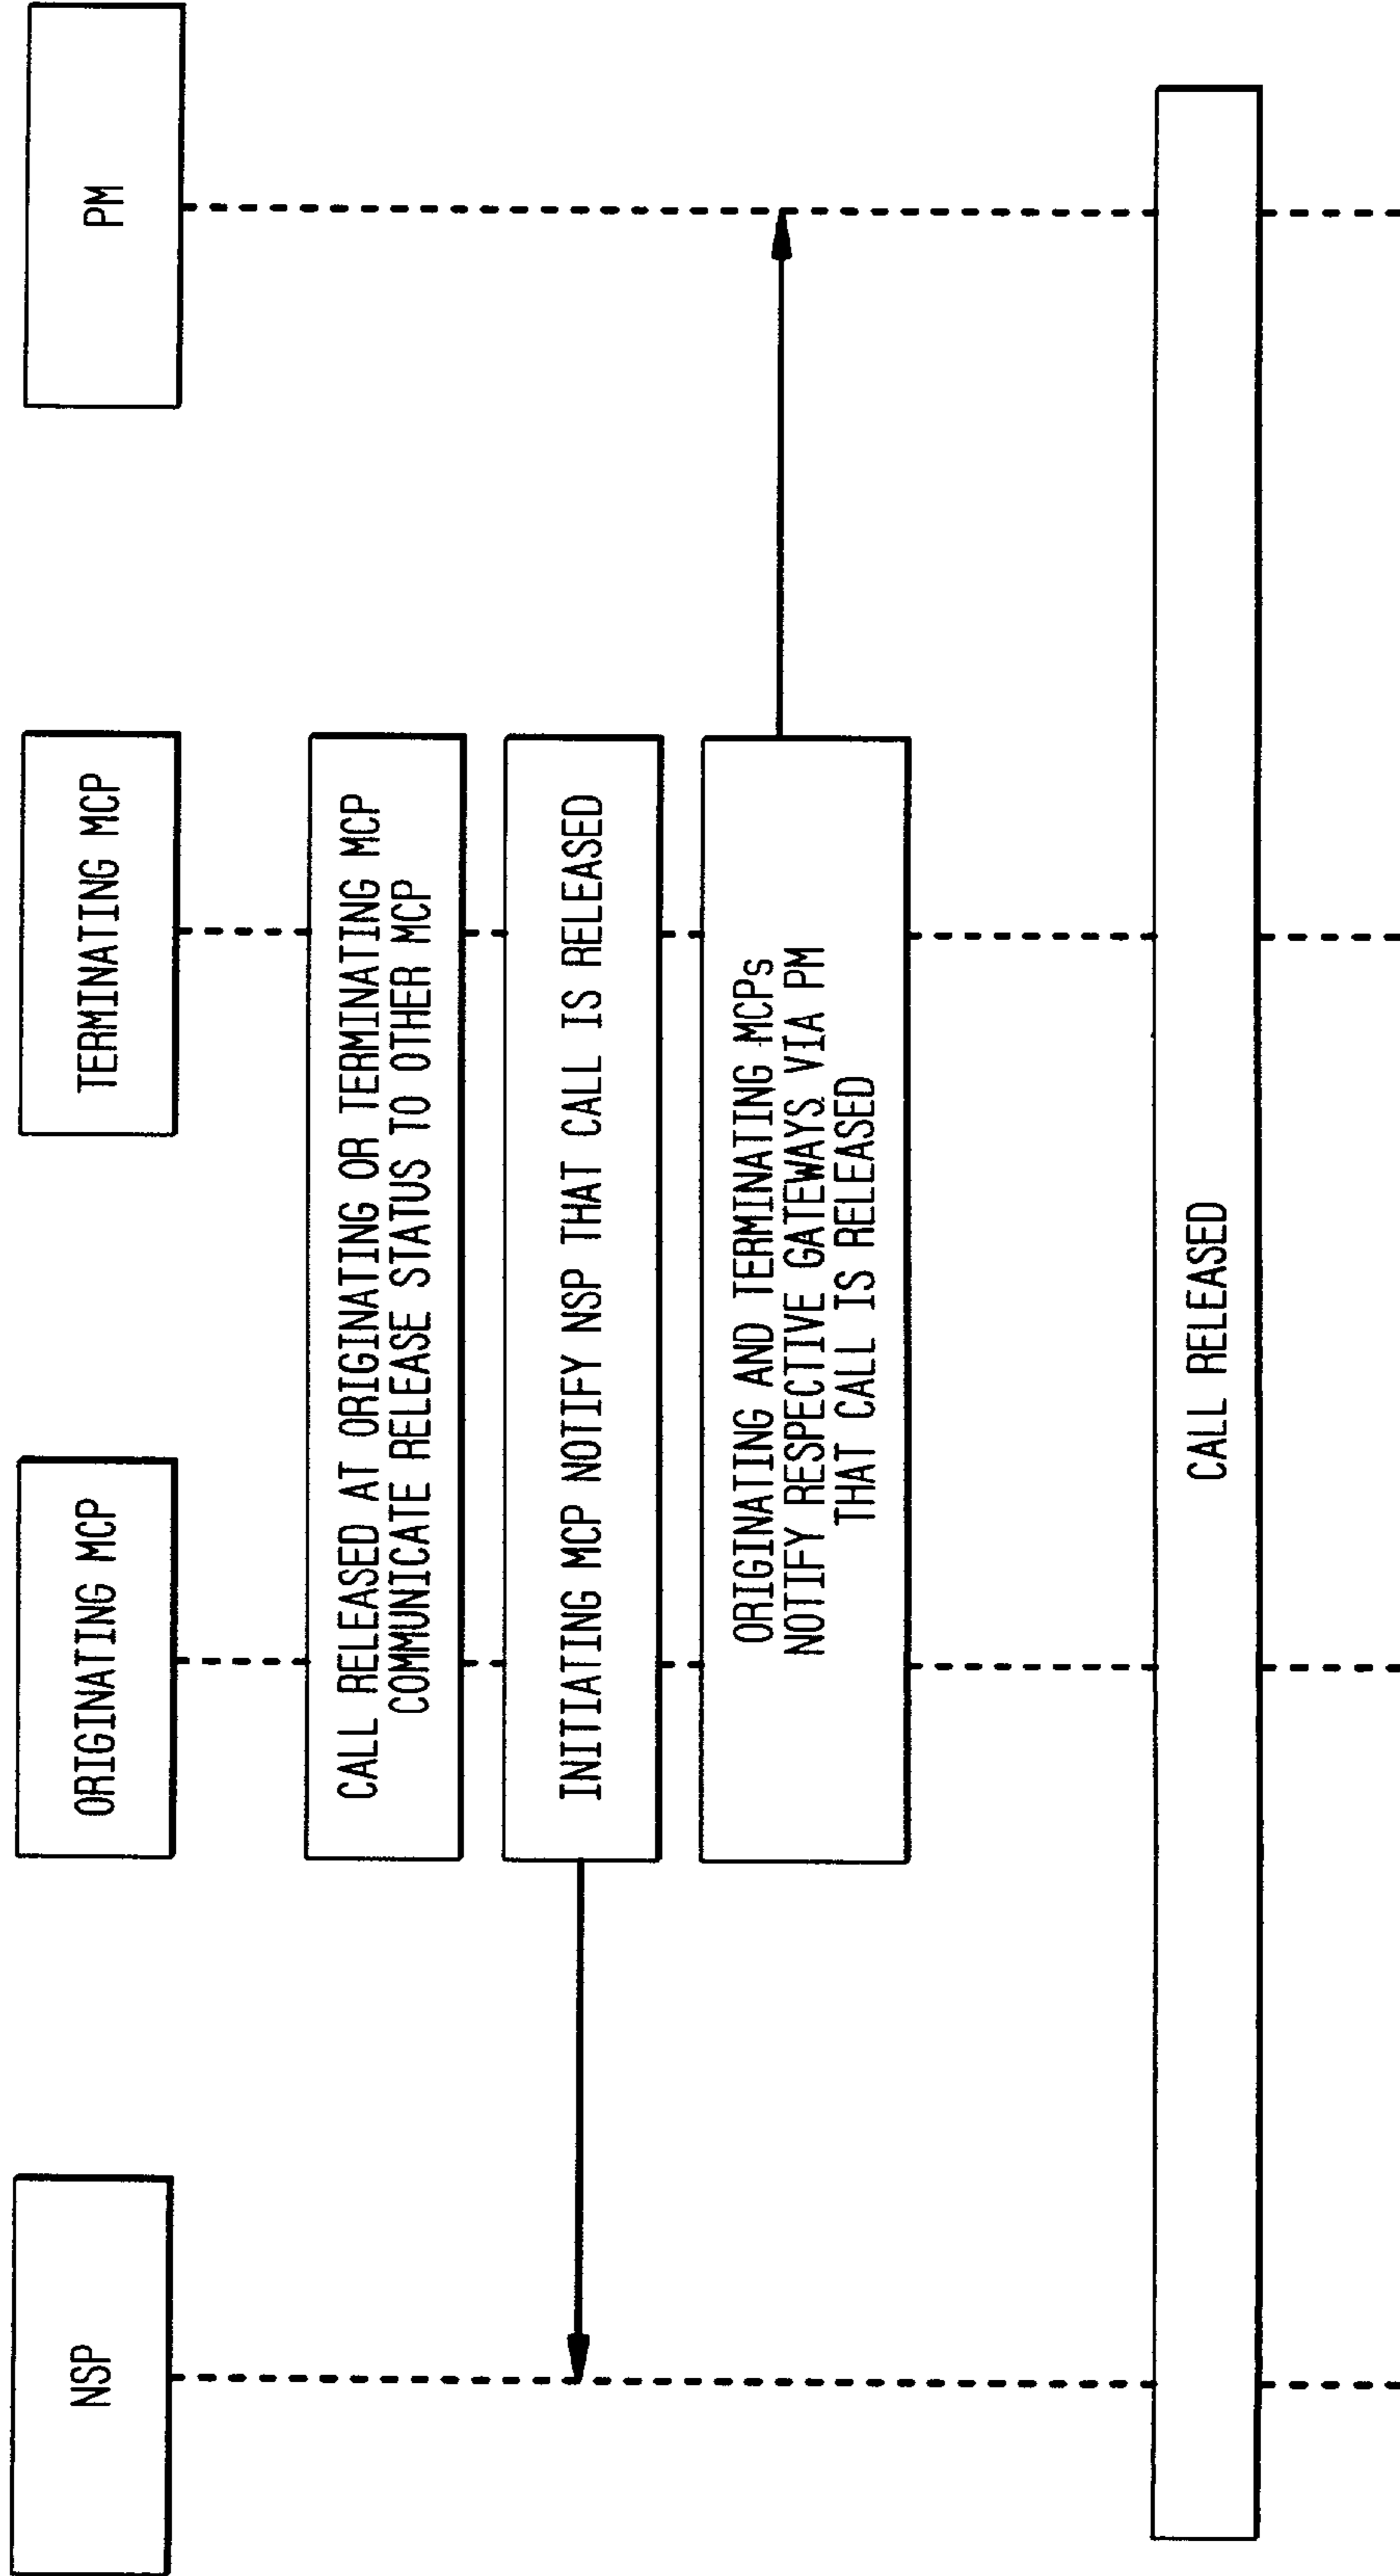 NSP
ORIGINATING MCP
TERMINATING MCP
PM
CALL RELEASED AT ORIGINATING OR TERMINATING MCP
COMMUNICATE RELEASE STATUS TO OTHER MCP
INITIATING MCP NOTIFY NSP THAT CALL IS RELEASED
ORIGINATING AND TERMINATING MCPs
NOTIFY RESPECTIVE GATEWAYS VIA PM
THAT CALL IS RELEASED
CALL RELEASED